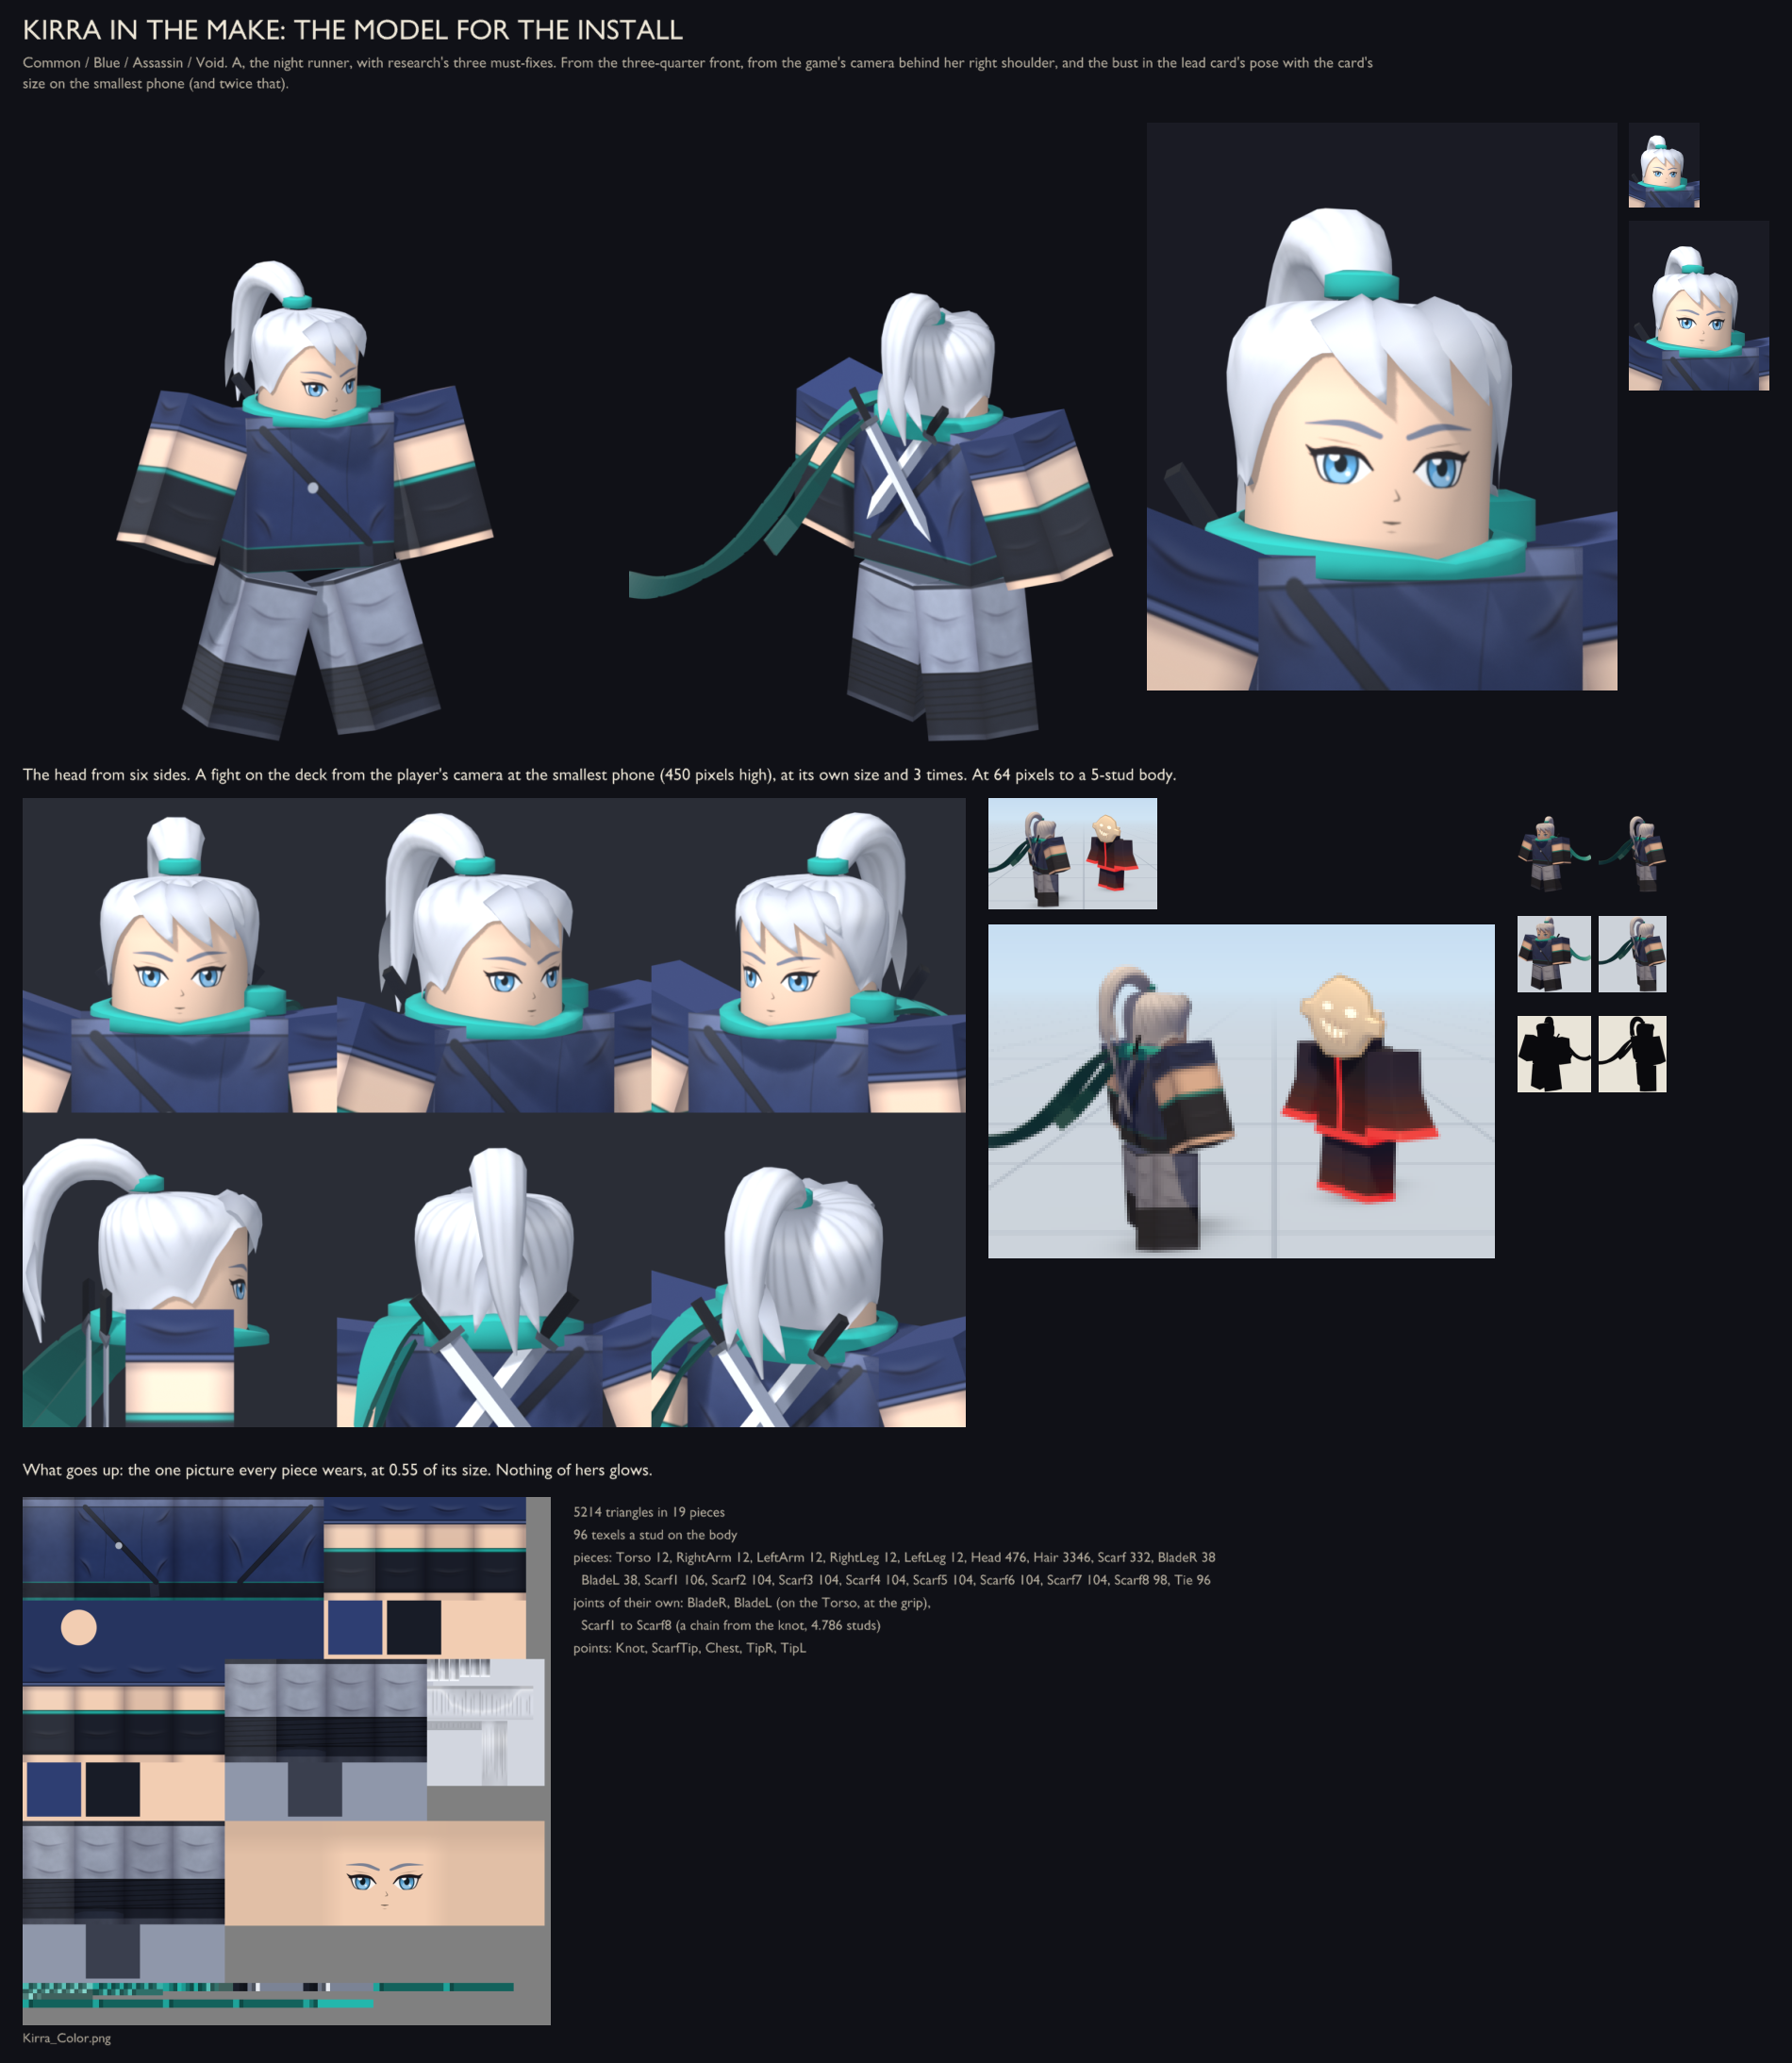 KIRRA IN THE MAKE: THE MODEL FOR THE INSTALL
Common / Blue / Assassin / Void. A, the night runner, with research's three must-fixes. From the three-quarter front, from the game's camera behind her right shoulder, and the bust in the lead card's pose with the card's
size on the smallest phone (and twice that).
The head from six sides. A fight on the deck from the player's camera at the smallest phone (450 pixels high), at its own size and 3 times. At 64 pixels to a 5-stud body.
What goes up: the one picture every piece wears, at 0.55 of its size. Nothing of hers glows.
5214 triangles in 19 pieces
96 texels a stud on the body
pieces: Torso 12, RightArm 12, LeftArm 12, RightLeg 12, LeftLeg 12, Head 476, Hair 3346, Scarf 332, BladeR 38
BladeL 38, Scarf1 106, Scarf2 104, Scarf3 104, Scarf4 104, Scarf5 104, Scarf6 104, Scarf7 104, Scarf8 98, Tie 96
joints of their own: BladeR, BladeL (on the Torso, at the grip),
Scarf1 to Scarf8 (a chain from the knot, 4.786 studs)
points: Knot, ScarfTip, Chest, TipR, TipL
Kirra_Color.png